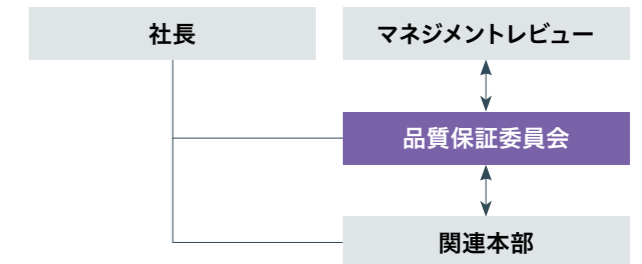 社長
マネジメントレビュー
品質保証委員会
関連本部